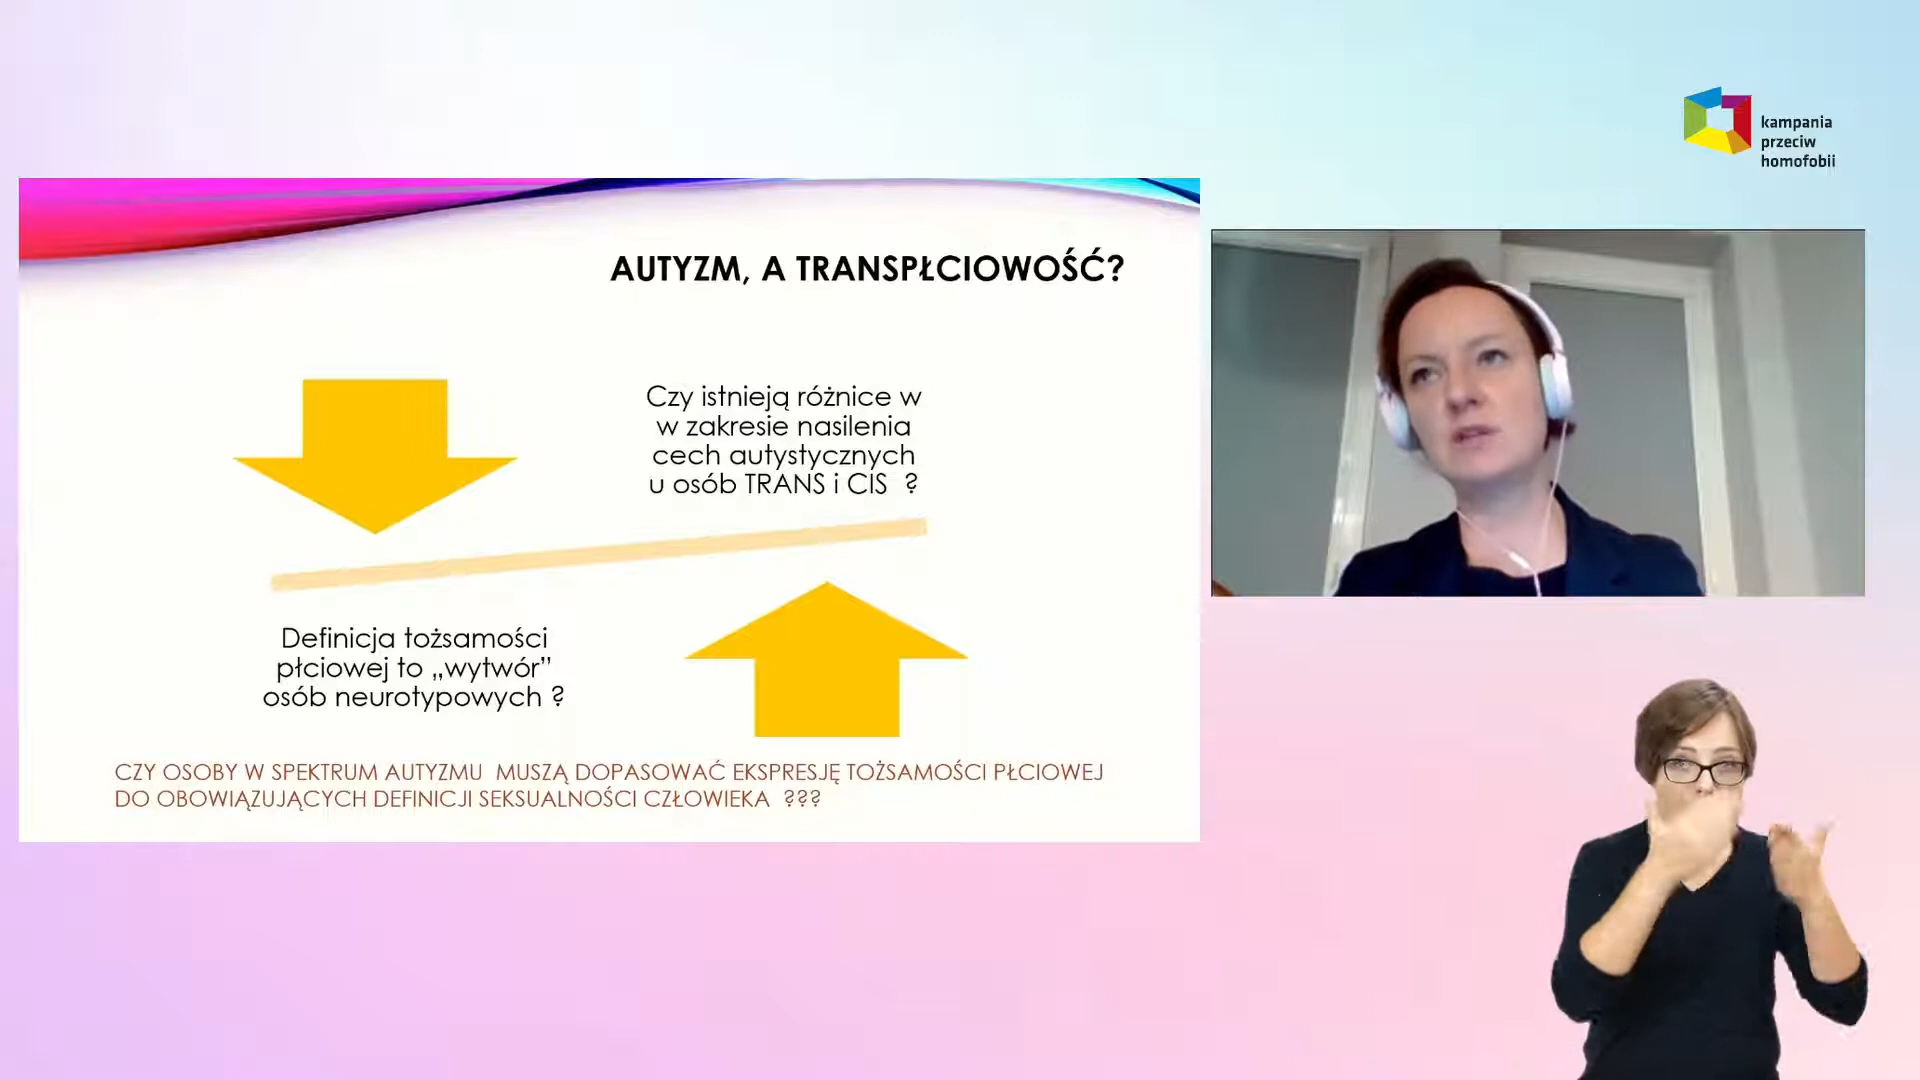 kampania
przeciw
homofobii
AUTYZM, A TRANSPŁCIOWOŚĆ?
Czy istnieją różnice w
w zakresie nasilenia
cech autystycznych
u osób TRANS i CIS ?
Definicja tożsamości
płciowej to „wytwór”
osób neurotypowych ?
CZY OSOBY W SPEKTRUM AUTYZMU MUSZĄ DOPASOWAĆ EKSPRESJĘ TOŻSAMOŚCI PŁCIOWEJ
DO OBOWIĄZUJĄCYCH DEFINICJI SEKSUALNOŚCI CZŁOWIEKA ???